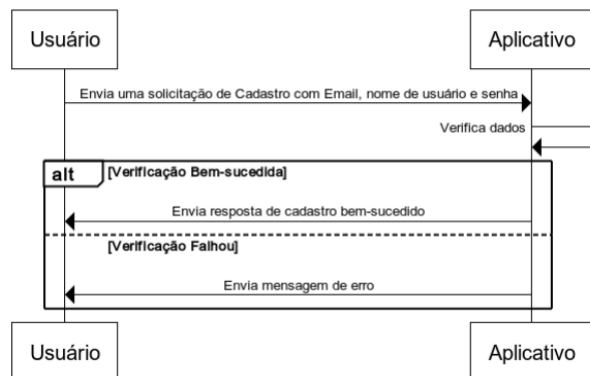 Usuário
Aplicativo
Envia uma solicitação de Cadastro com Email, nome de usuário e senha
Verifica dados
alt
[Verificação Bem-sucedida]
Envia resposta de cadastro bem-sucedido
[Verificação Falhou]
Envia mensagem de erro
Usuário
Aplicativo